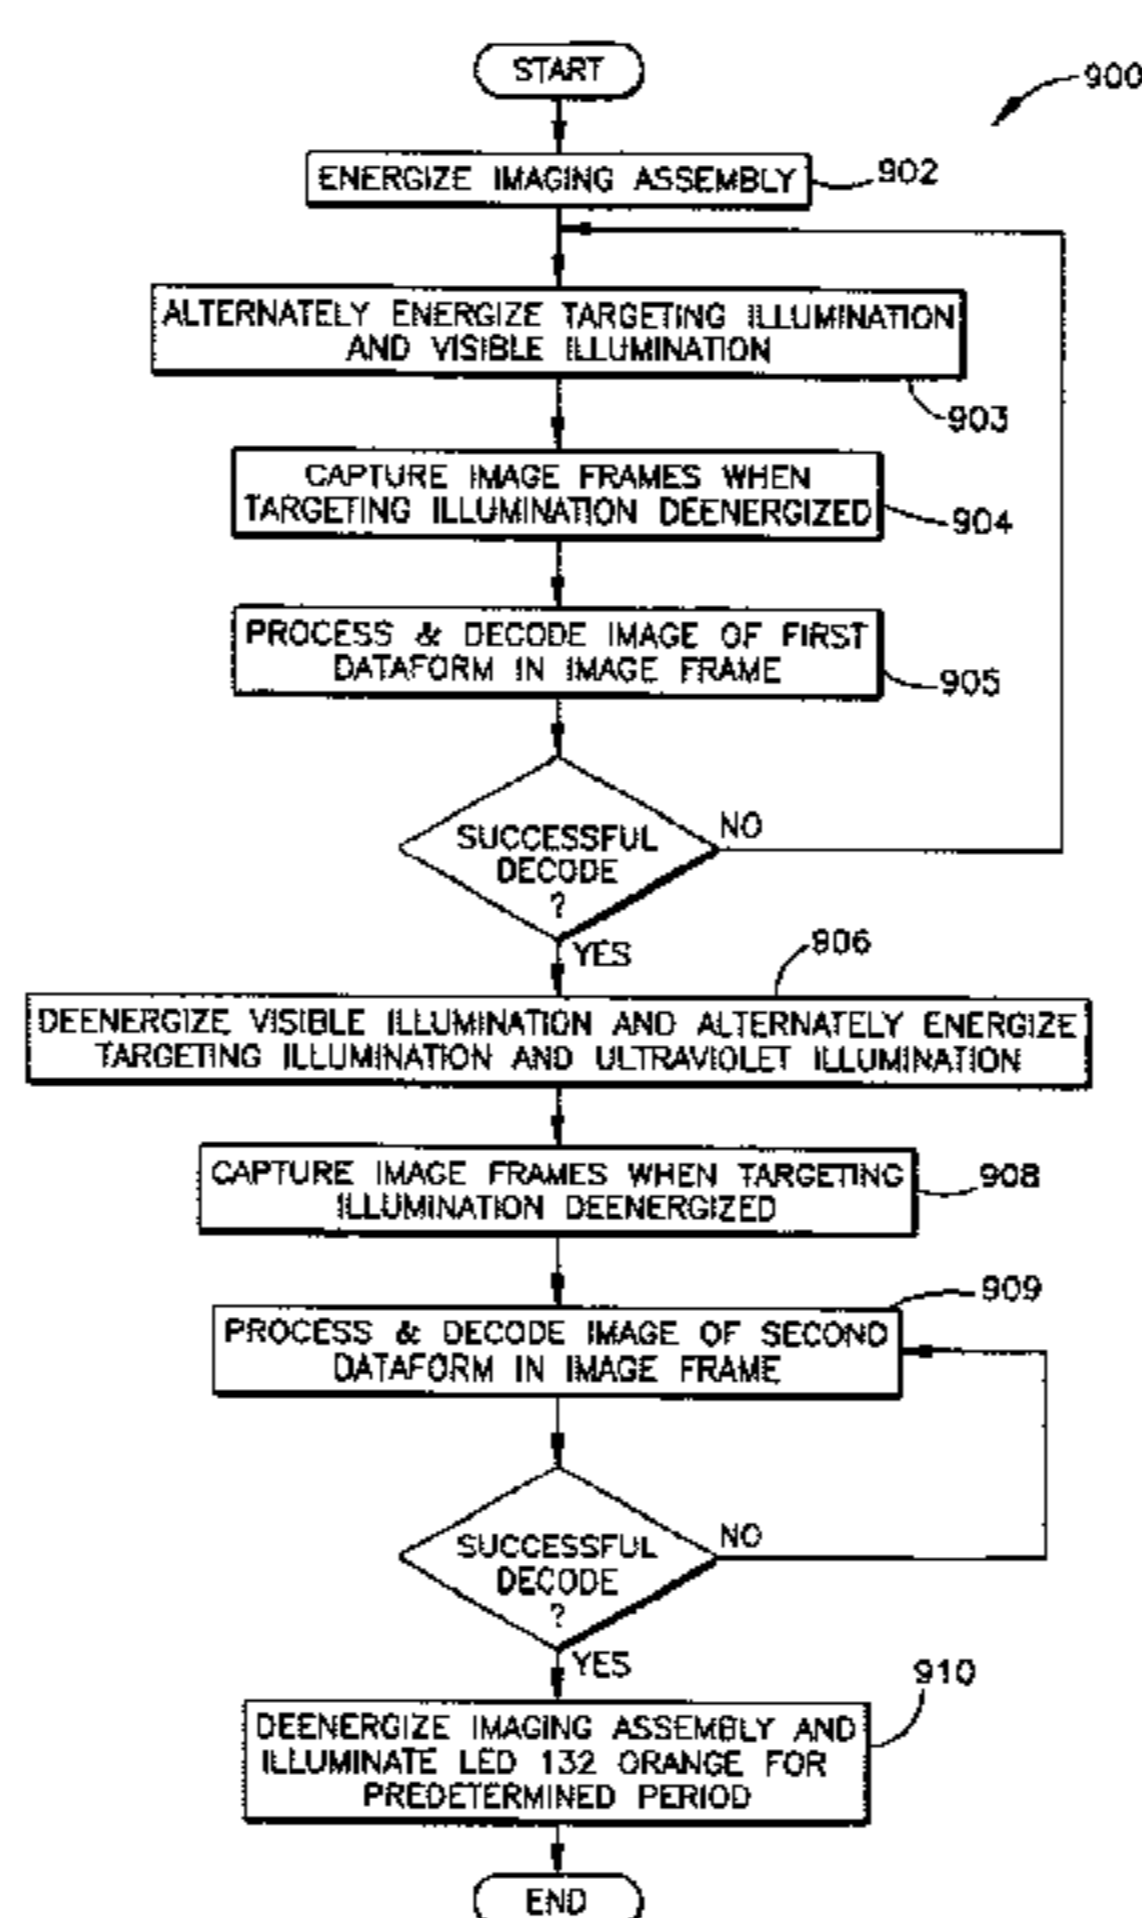 START
900
ENERGIZE IMAGING ASSEMBLY
902
ALTERNATELY ENERGIZE TARGETING ILLUMINATION
AND VISIBLE ILLUMINATION
903
CAPTURE IMAGE FRAMES WHEN
TARGETING ILLUMINATION DEENERGIZED
904
PROCESS & DECODE IMAGE OF FIRST
DATAFORM IN IMAGE FRAME
905
SUCCESSFUL
DECODE
?
NO
YES
906
DEENERGIZE VISIBLE ILLUMINATION AND ALTERNATELY ENERGIZE
TARGETING ILLUMINATION AND ULTRAVIOLET ILLUMINATION
CAPTURE IMAGE FRAMES WHEN TARGETING
ILLUMINATION DEENERGIZED
908
909
PROCESS & DECODE IMAGE OF SECOND
DATAFORM IN IMAGE FRAME
SUCCESSFUL
DECODE
?
NO
YES
910
DEENERGIZE IMAGING ASSEMBLY AND
ILLUMINATE LED 132 ORANGE FOR
PREDETERMINED PERIOD
END